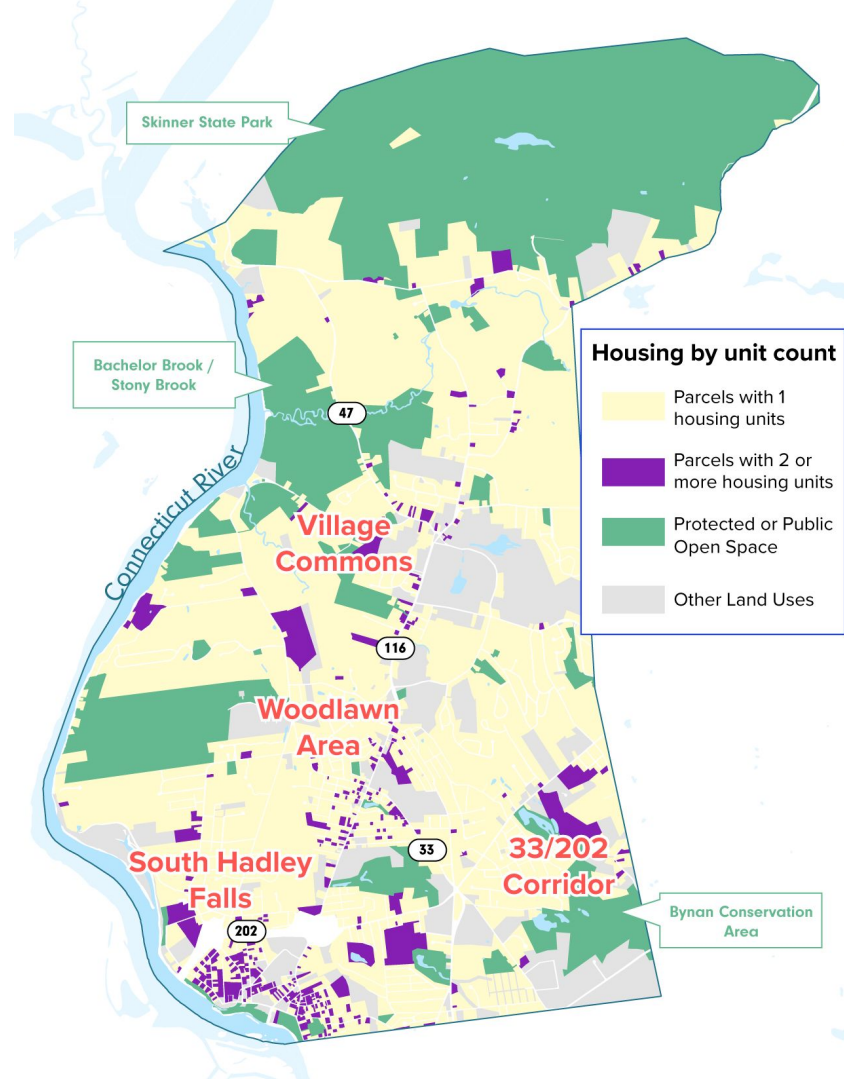 Skinner State Park
Housing by unit count
Parcels with 1
housing units
Parcels with 2 or
more housing units
Protected or Public
Open Space
Other Land Uses
Bachelor Brook /
Stony Brook
47
Connecticut River
Village
Commons
116
Woodlawn
Area
33
33/202
Corridor
South Hadley
Falls
202
Bynan Conservation
Area